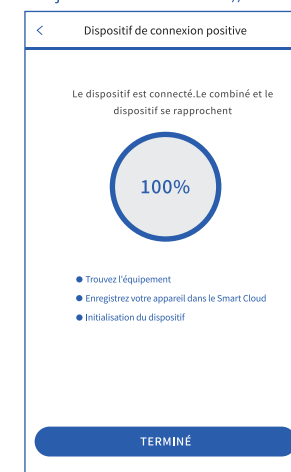 Dispositif de connexion positive
Le dispositif est connecté.Le combiné et le
dispositif se rapprochent
100%
Trouvez l'équipement
Enregistrez votre appareil dans le Smart Cloud
Initialisation du dispositif
TERMINÉ